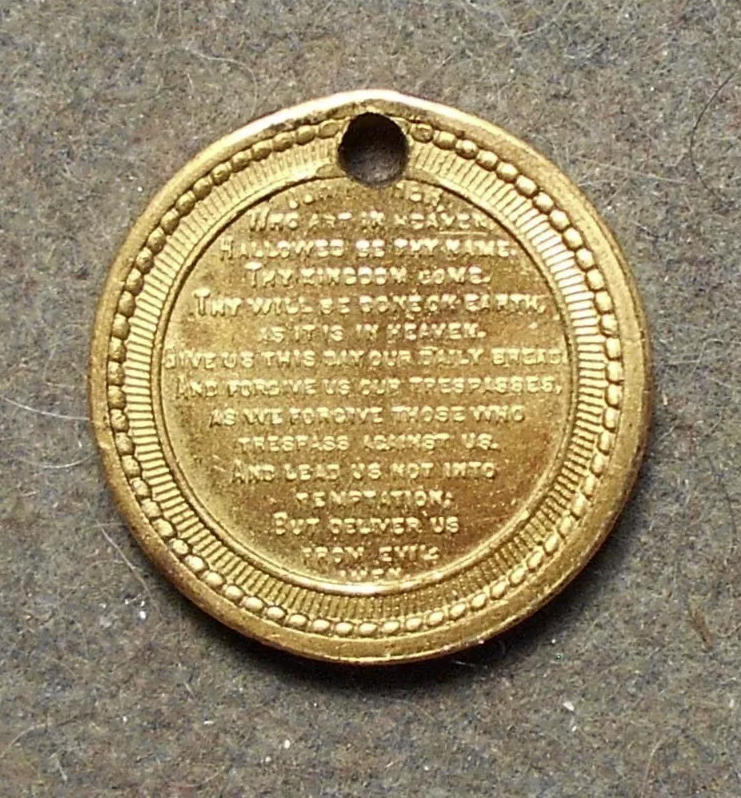 WHO ART IN HEAVEN,
HALLOWED BE THY NAME.
THY KINGDOM COME.
THY WILL BE DONE ON EARTH,
AS IT IS IN HEAVEN.
GIVE US THIS DAY OUR DAILY BREAD
AND FORGIVE US OUR TRESPASSES,
AS WE FORGIVE THOSE WHO
TRESPASS AGAINST US.
AND LEAD US NOT INTO
TEMPTATION,
BUT DELIVER US
FROM EVIL
AMEN